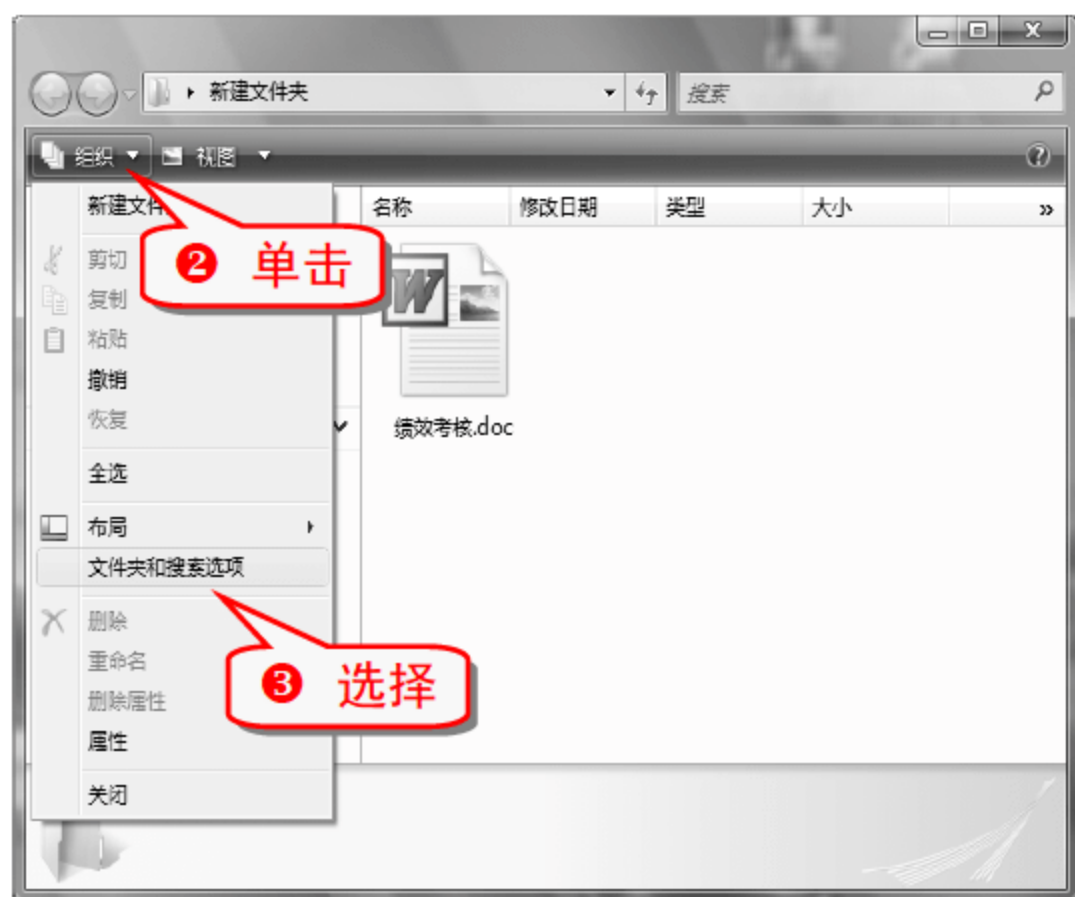 新建文件夹
搜索
组织 视图
新建文件
名称 修改日期 类型 大小
❷ 单击
剪切
复制
粘贴
撤销
恢复
绩效考核.doc
全选
布局
文件夹和搜索选项
删除
重命名
❸ 选择
删除属性
属性
关闭